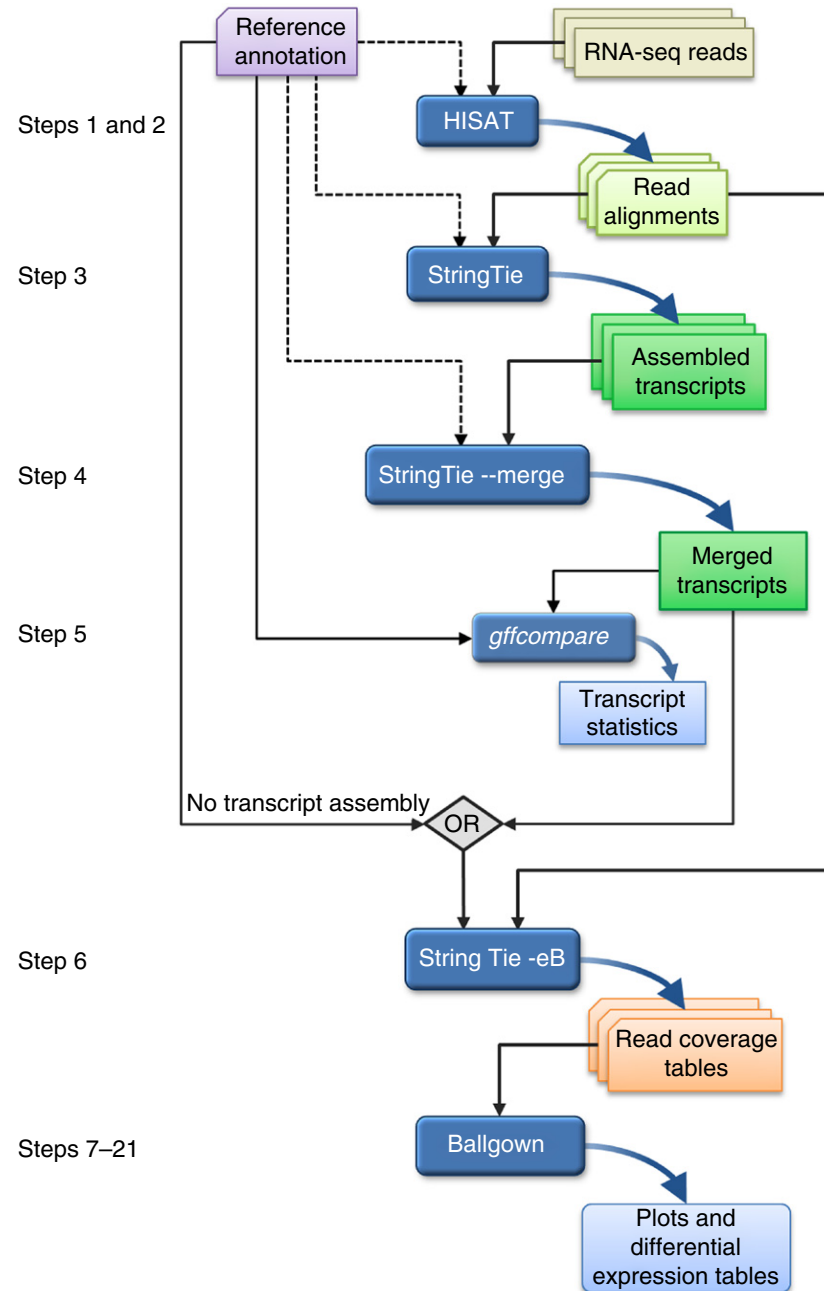 Reference
annotation
RNA-seq reads
Steps 1 and 2
HISAT
Read
alignments
Step 3
StringTie
Assembled
transcripts
Step 4
StringTie --merge
Merged
transcripts
Step 5
gffcompare
Transcript
statistics
No transcript assembly
OR
Step 6
String Tie -eB
Read coverage
tables
Steps 7–21
Ballgown
Plots and
differential
expression tables